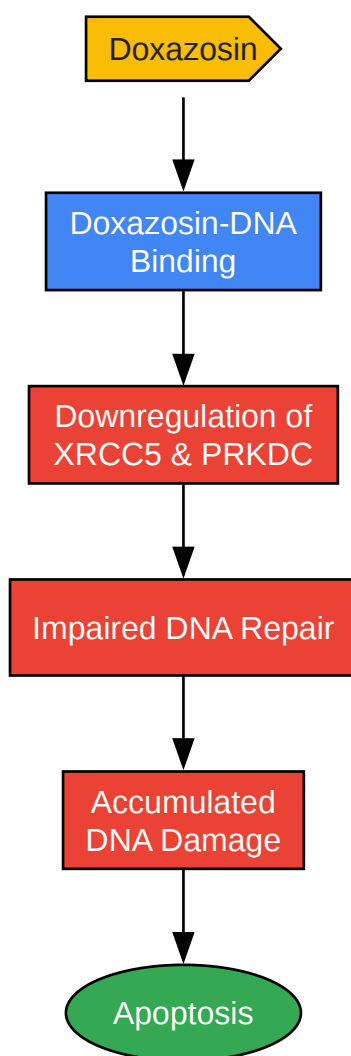 Doxazosin
Doxazosin-DNA
Binding
Downregulation of
XRCC5 & PRKDC
Impaired DNA Repair
Accumulated
DNA Damage
Apoptosis